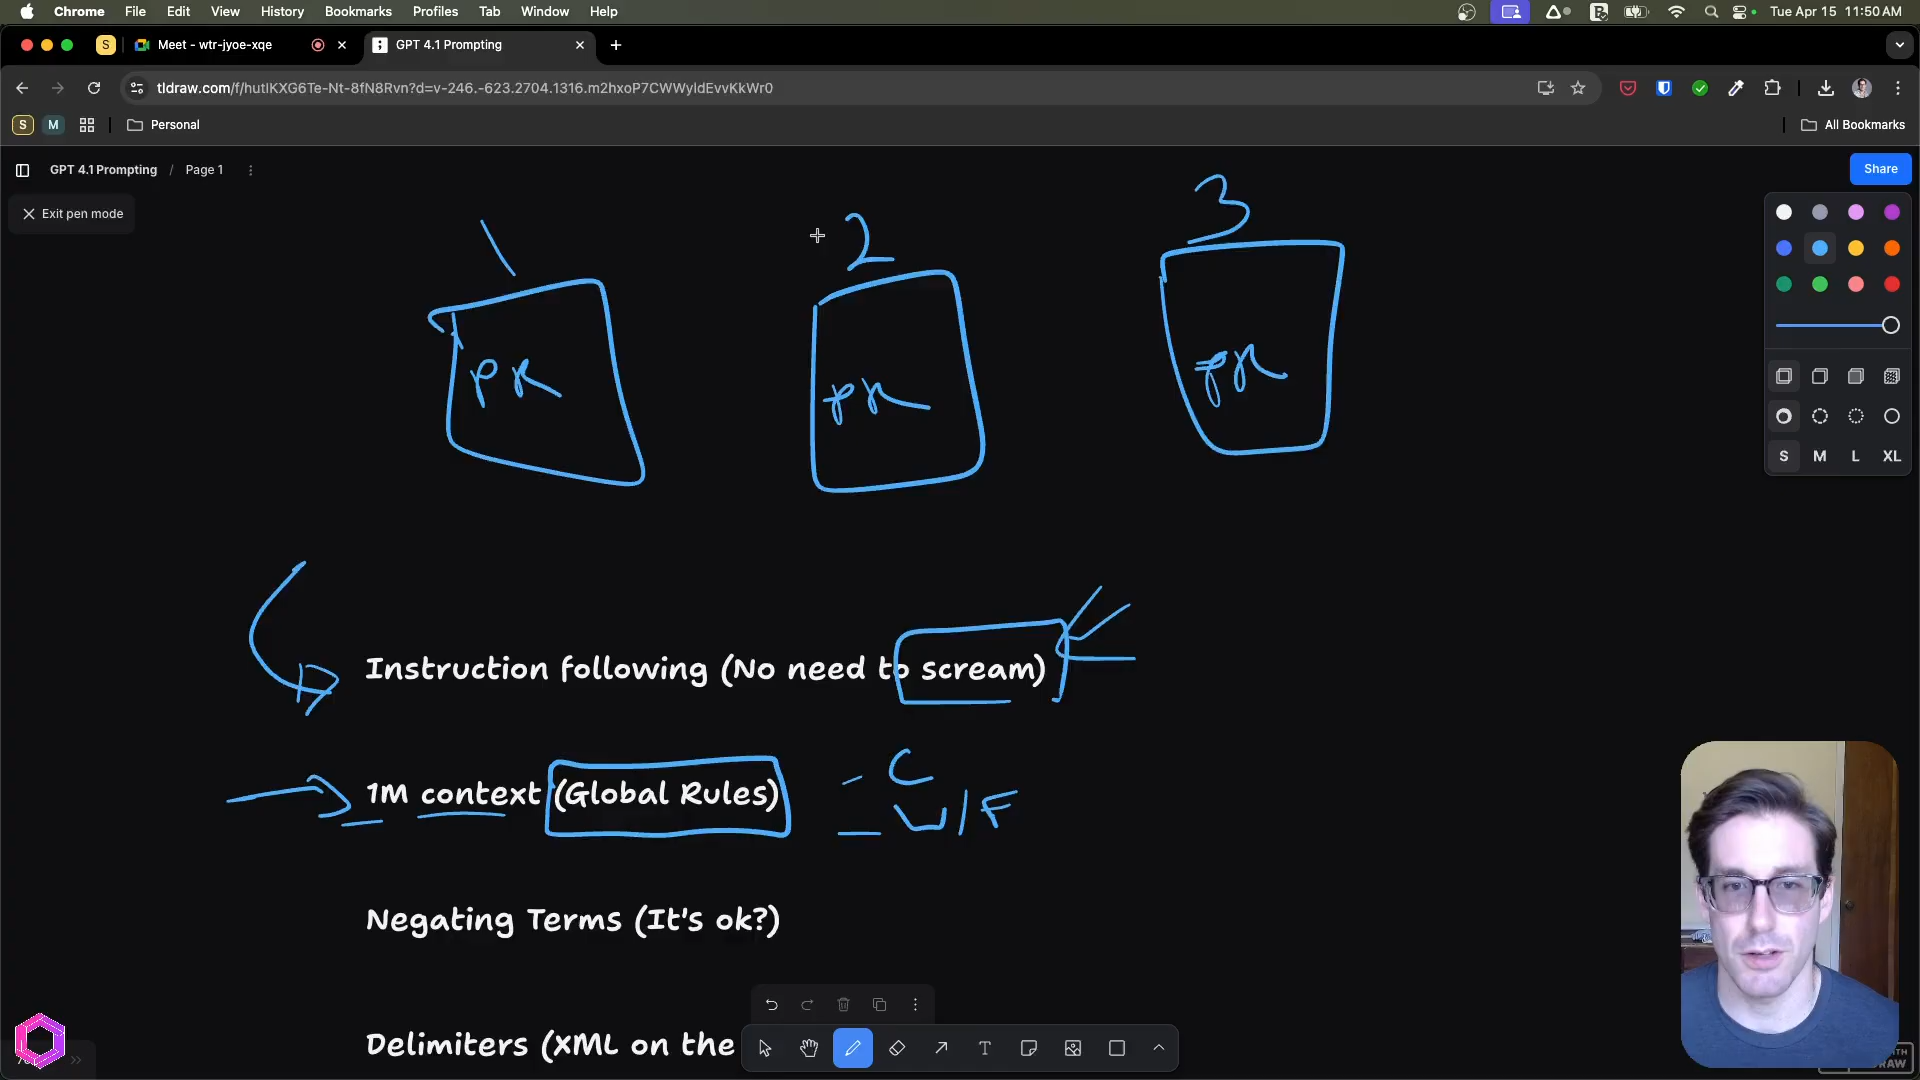 Chrome File Edit View History Bookmarks Profiles Tab Window Help Tue Apr 15 11:50 AM
S Meet - wtr-jyoe-xqe GPT 4.1 Prompting
tldraw.com/f/hutIKXG6Te-Nt-8fN8Rvn?d=v-246.-623.2704.1316.m2hxoP7CWWyldEvvKkWr0
S M Personal All Bookmarks
GPT 4.1 Prompting / Page 1 Share
Exit pen mode
1 2 3
PR PR PR
S M L XL
Instruction following (No need to scream)
1M context (Global Rules) - C
- W/F
Negating Terms (It's ok?)
Delimiters (XML on the